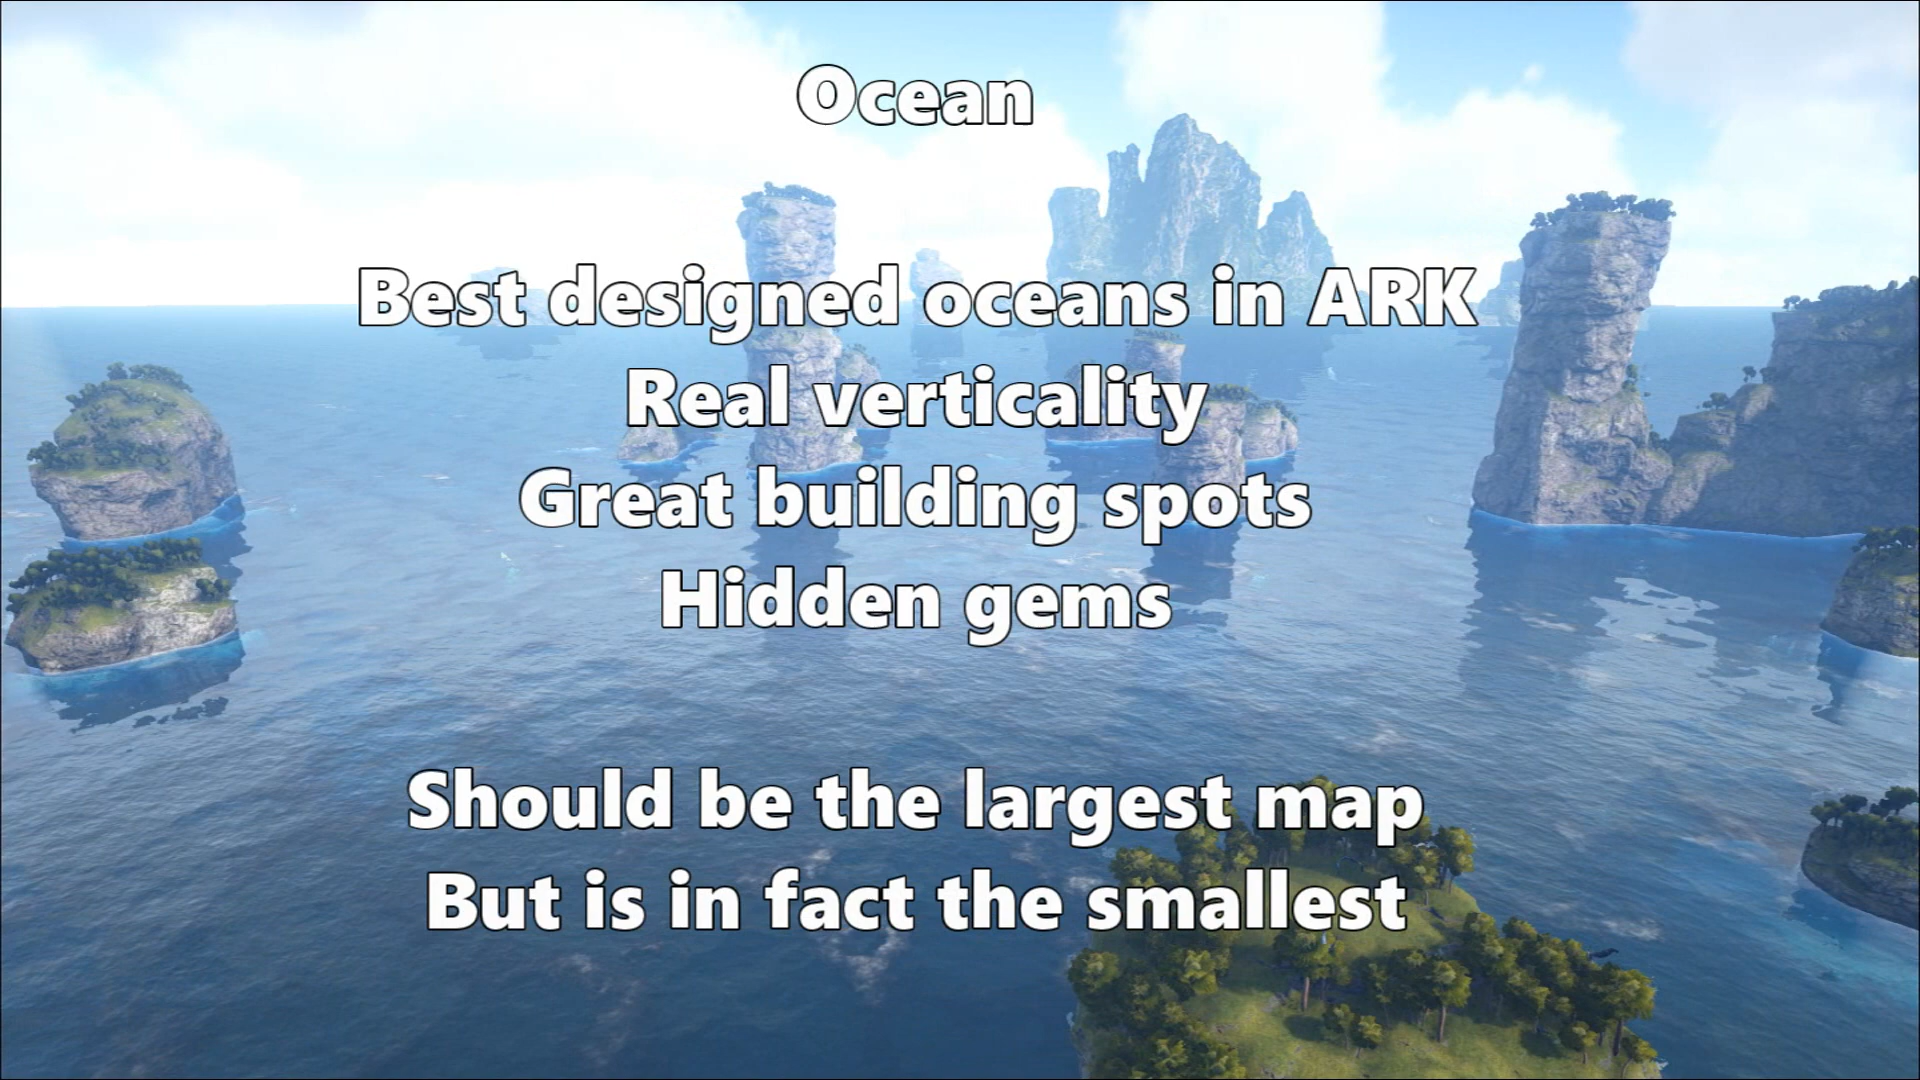 Ocean
Best designed oceans in ARK
Real verticality
Great building spots
Hidden gems
Should be the largest map
But is in fact the smallest